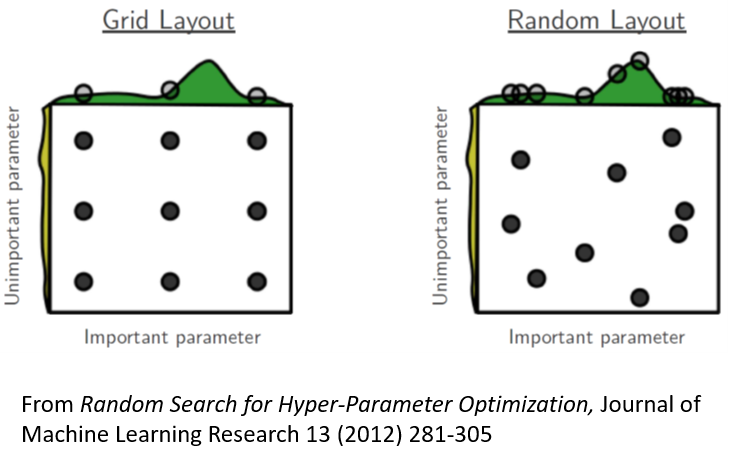 Grid Layout
Random Layout
Unimportant parameter
Important parameter
Unimportant parameter
Important parameter
From Random Search for Hyper-Parameter Optimization, Journal of
Machine Learning Research 13 (2012) 281-305